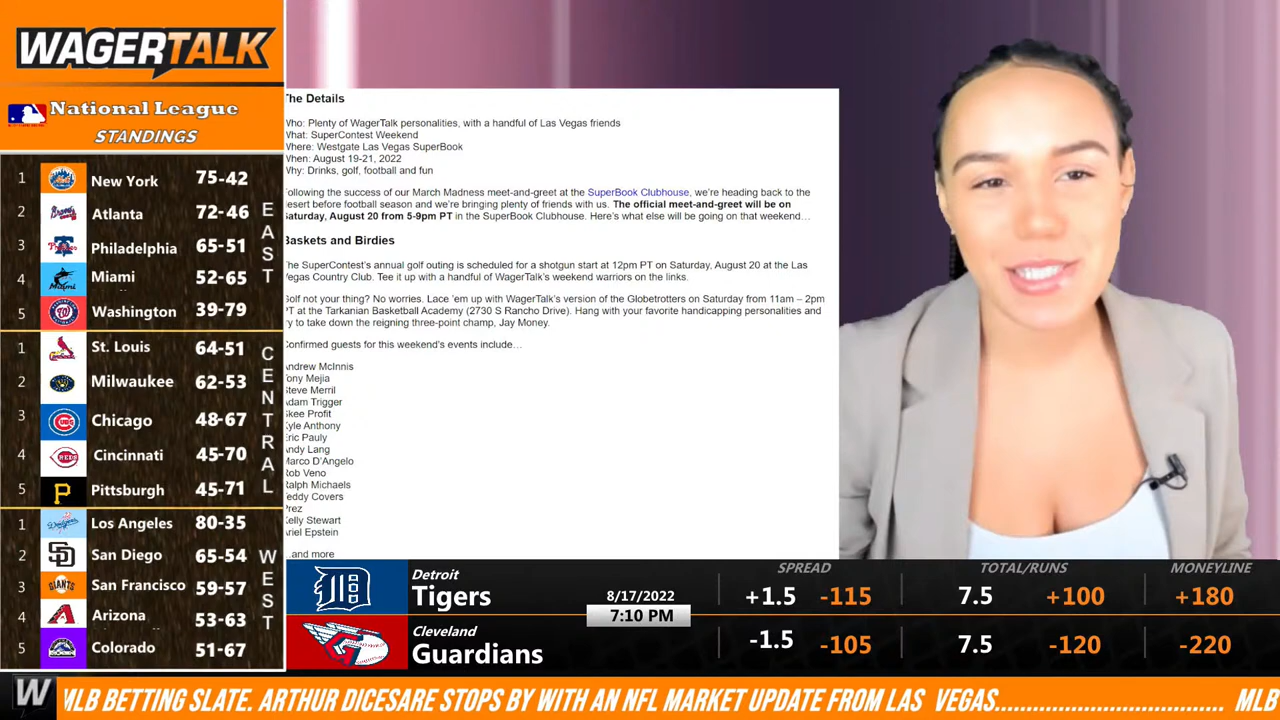 WAGERTALK
National League
STANDINGS
1 New York 75-42
2 Atlanta 72-46
3 Philadelphia 65-51
4 Miami 52-65
5 Washington 39-79
EAST
1 St. Louis 64-51
2 Milwaukee 62-53
3 Chicago 48-67
4 Cincinnati 45-70
5 Pittsburgh 45-71
CENTRAL
1 Los Angeles 80-35
2 San Diego 65-54
3 San Francisco 59-57
4 Arizona 53-63
5 Colorado 51-67
WEST
The Details
Who: Plenty of WagerTalk personalities, with a handful of Las Vegas friends
What: SuperContest Weekend
Where: Westgate Las Vegas SuperBook
When: August 19-21, 2022
Why: Drinks, golf, football and fun
Following the success of our March Madness meet-and-greet at the SuperBook Clubhouse, we're heading back to the
desert before football season and we're bringing plenty of friends with us. The official meet-and-greet will be on
Saturday, August 20 from 5-9pm PT in the SuperBook Clubhouse. Here's what else will be going on that weekend…
Baskets and Birdies
The SuperContest's annual golf outing is scheduled for a shotgun start at 12pm PT on Saturday, August 20 at the Las
Vegas Country Club. Tee it up with a handful of WagerTalk's weekend warriors on the links.
Golf not your thing? No worries. Lace 'em up with WagerTalk's version of the Globetrotters on Saturday from 11am – 2pm
PT at the Tarkanian Basketball Academy (2730 S Rancho Drive). Hang with your favorite handicapping personalities and
try to take down the reigning three-point champ, Jay Money.
Confirmed guests for this weekend's events include…
Andrew McInnis
Tony Mejia
Steve Merril
Adam Trigger
Skee Profit
Kyle Anthony
Eric Pauly
Andy Lang
Marco D'Angelo
Rob Veno
Ralph Michaels
Teddy Covers
Prez
Kelly Stewart
Ariel Epstein
...and more
SPREAD TOTAL/RUNS MONEYLINE
Detroit
Tigers 8/17/2022 +1.5 -115 7.5 +100 +180
7:10 PM
Cleveland
Guardians -1.5 -105 7.5 -120 -220
W MLB BETTING SLATE. ARTHUR DICESARE STOPS BY WITH AN NFL MARKET UPDATE FROM LAS VEGAS............................ MLB